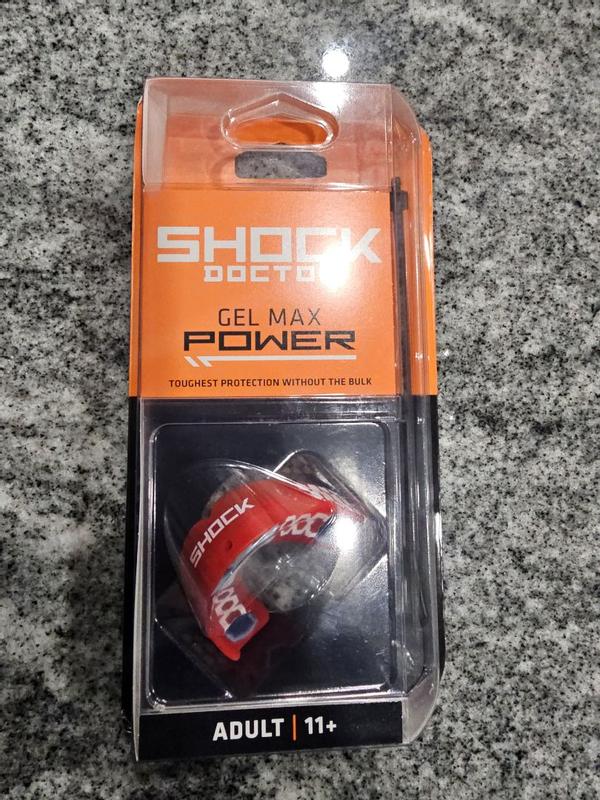 SHOCK
DOCTO
GEL MAX
POWER
TOUGHEST PROTECTION WITHOUT THE BULK
SHOCK
ADULT | 11+